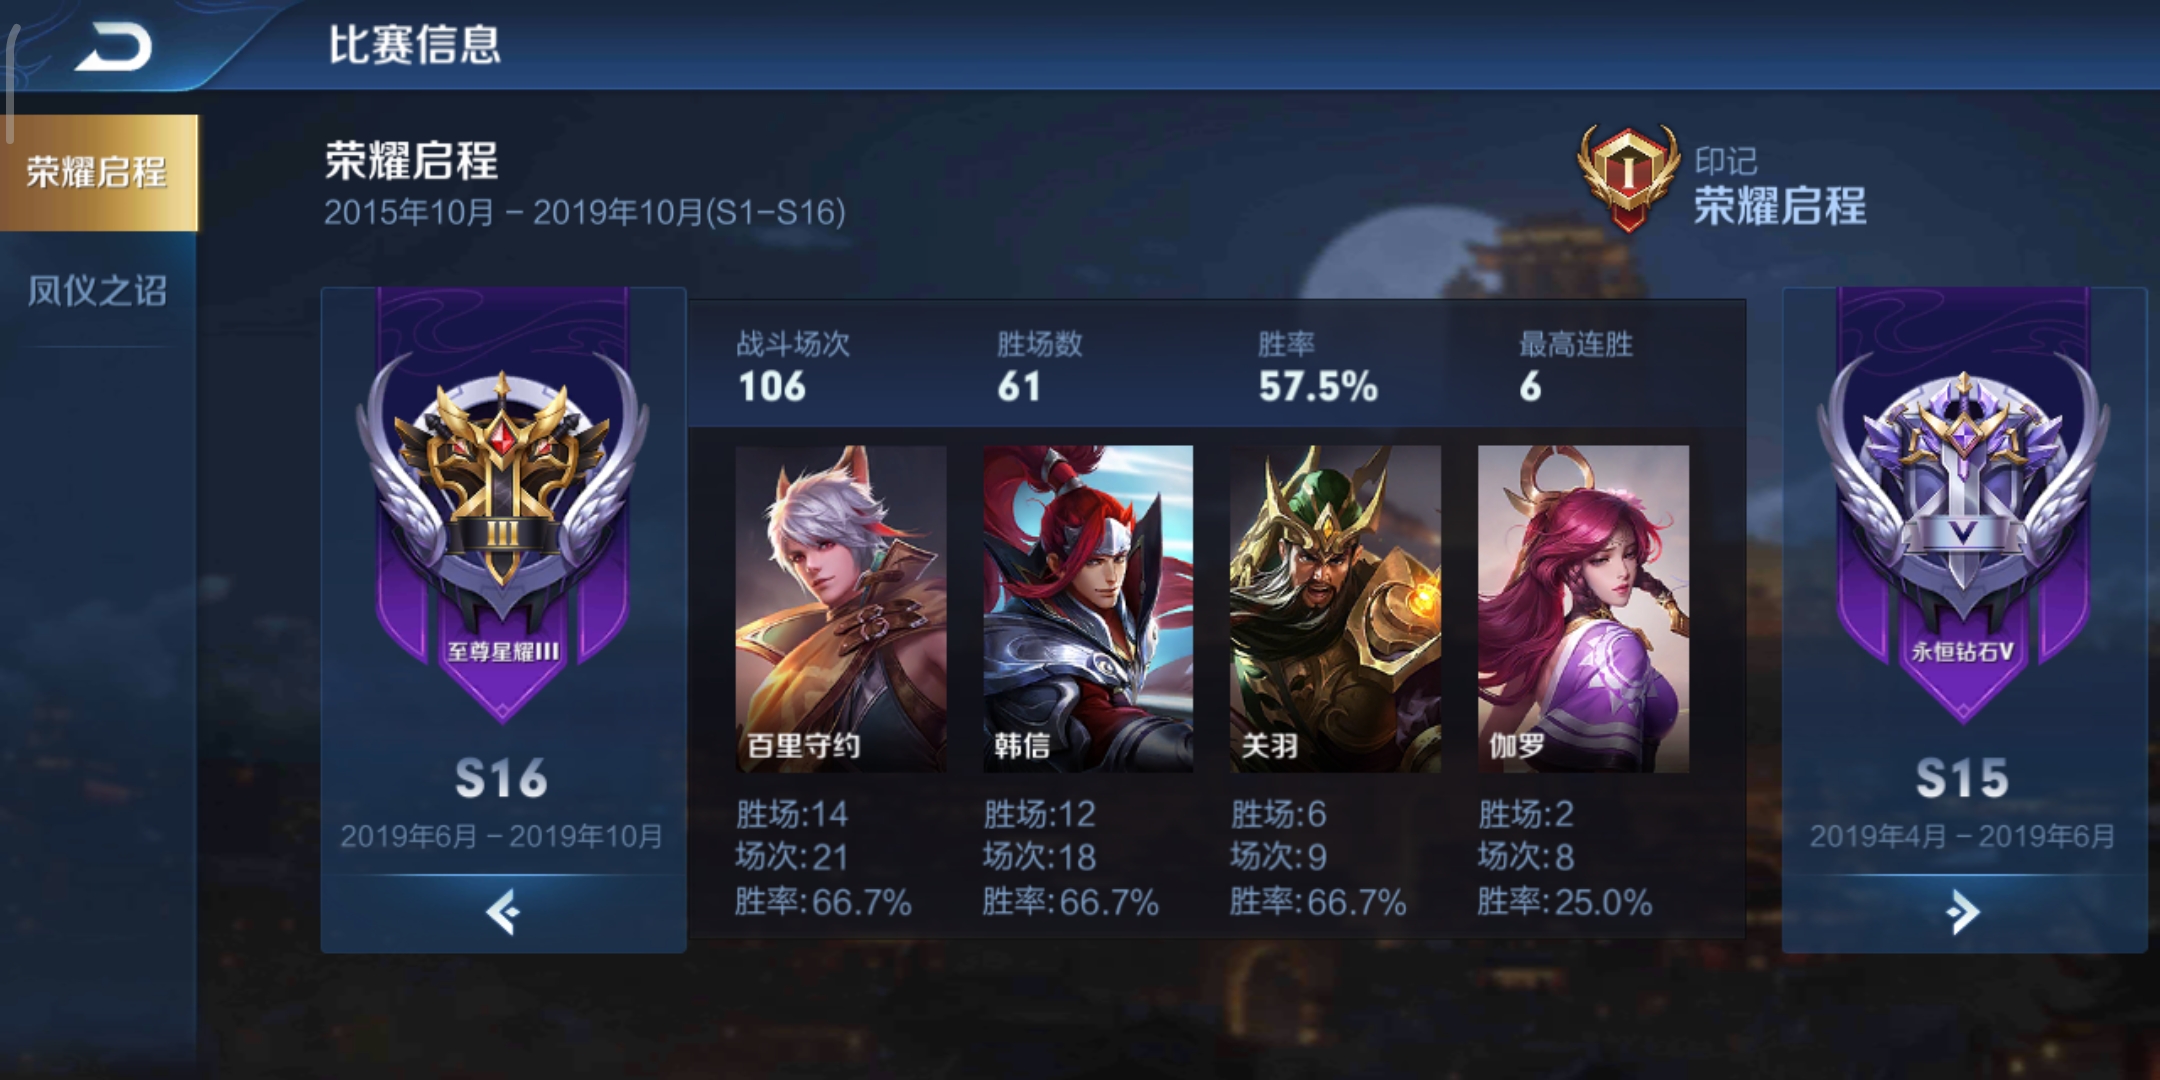 比赛信息
荣耀启程
凤仪之诏
荣耀启程
2015年10月 – 2019年10月(S1–S16)
I
印记
荣耀启程
III
至尊星耀III
S16
2019年6月 – 2019年10月
战斗场次
106
胜场数
61
胜率
57.5%
最高连胜
6
百里守约
胜场:14
场次:21
胜率:66.7%
韩信
胜场:12
场次:18
胜率:66.7%
关羽
胜场:6
场次:9
胜率:66.7%
伽罗
胜场:2
场次:8
胜率:25.0%
V
永恒钻石V
S15
2019年4月 – 2019年6月